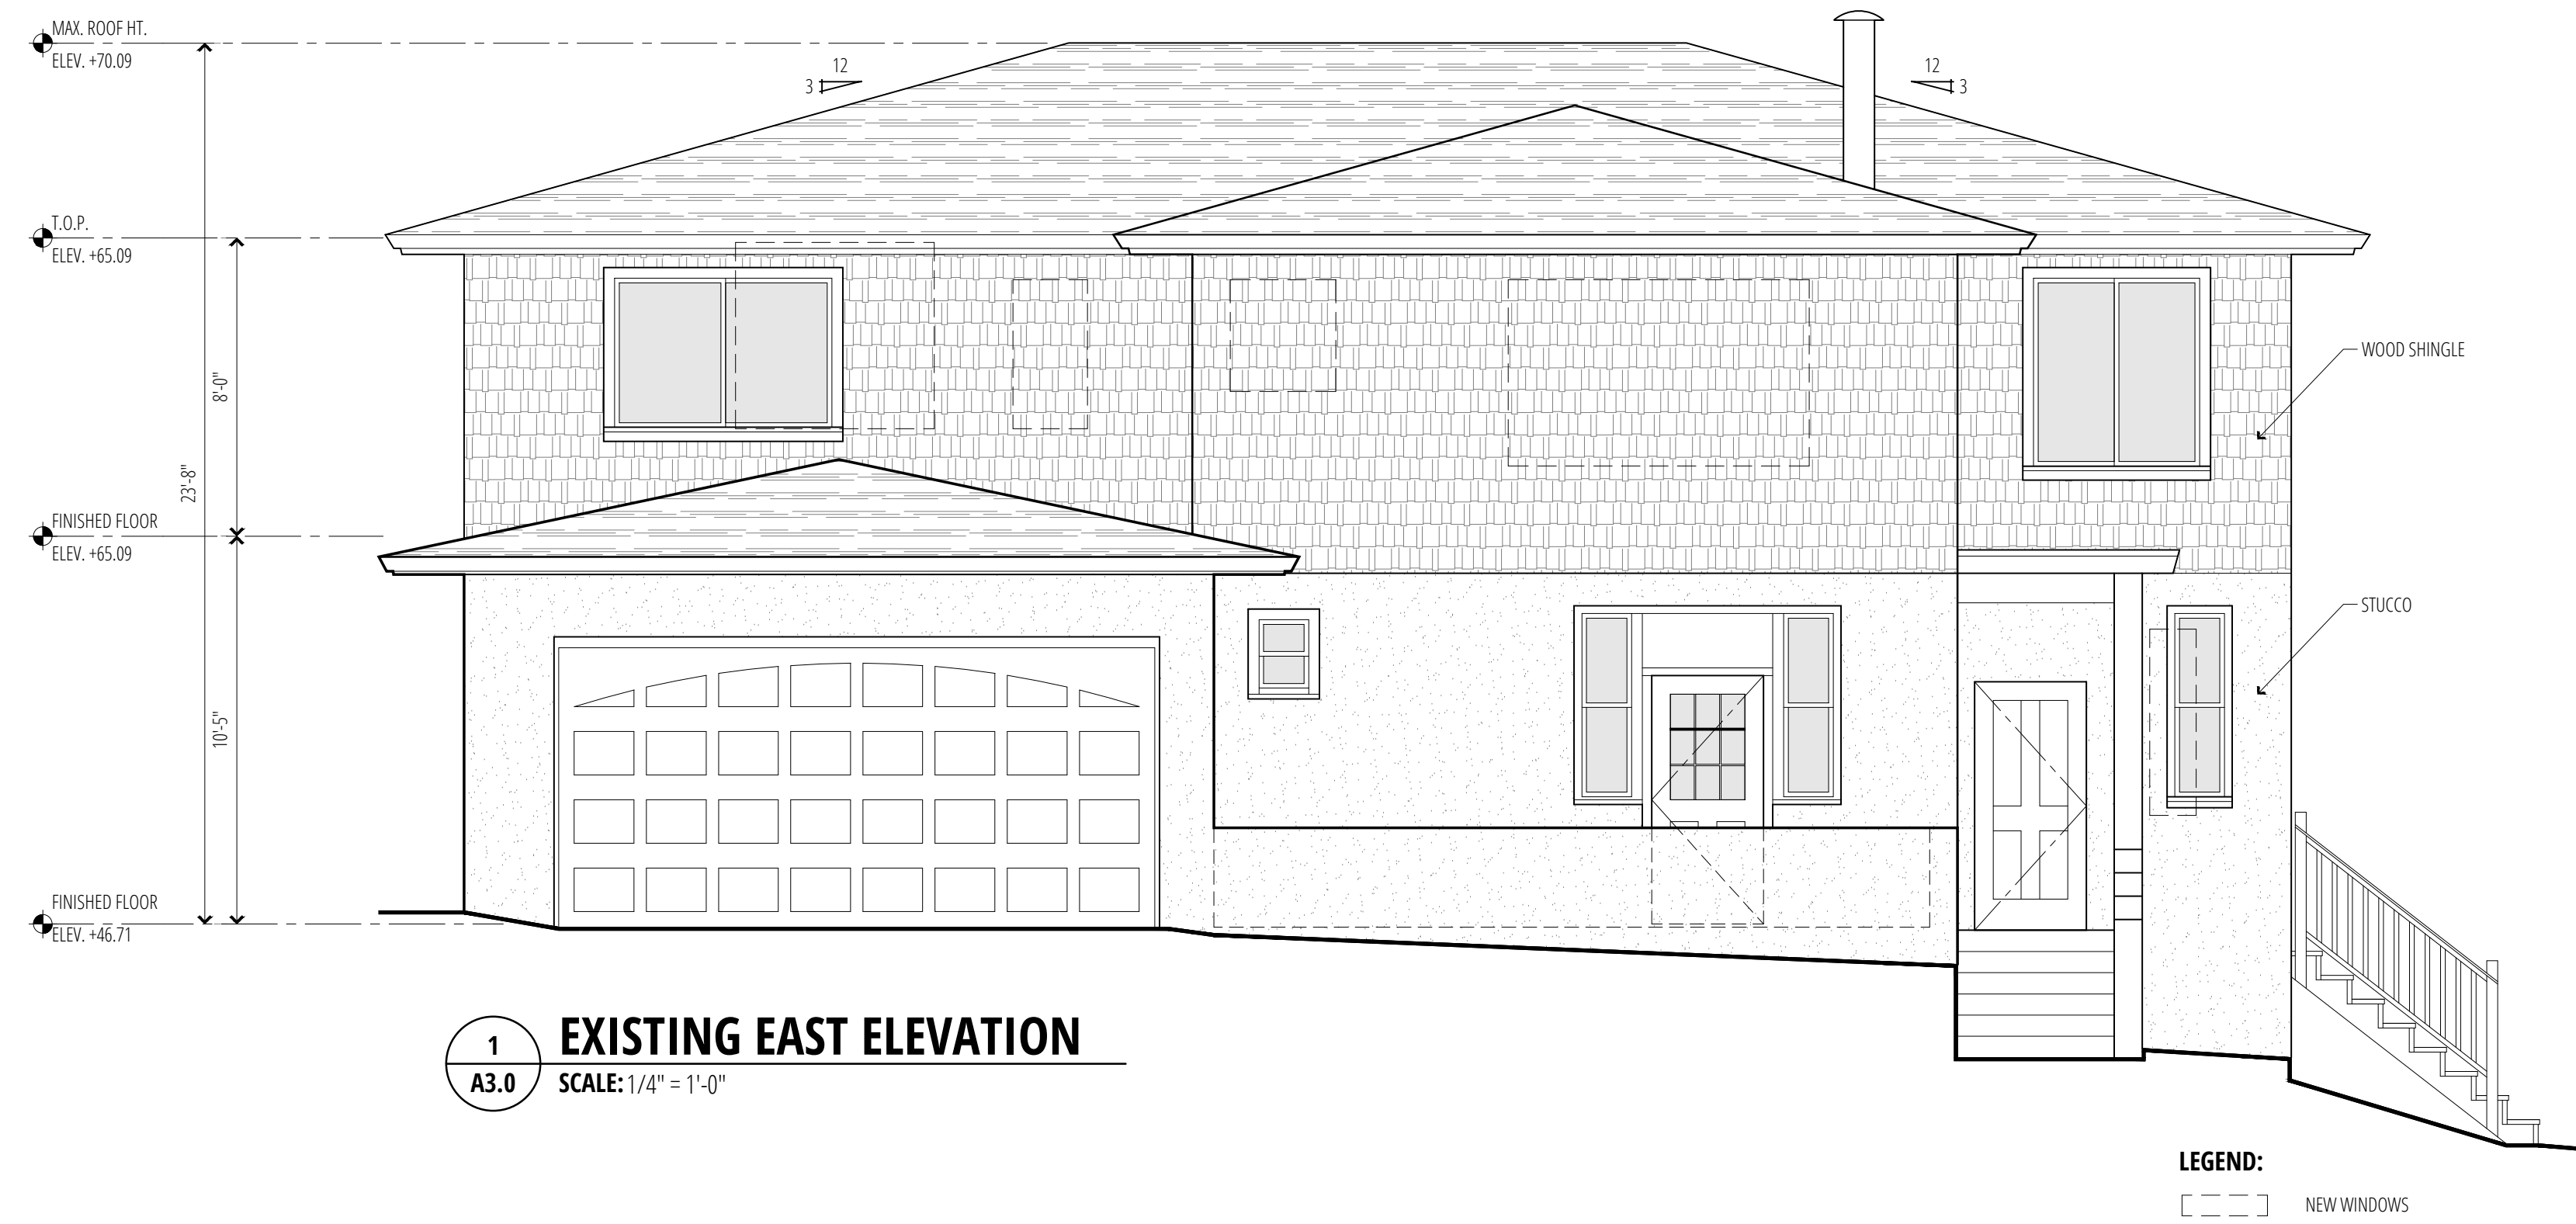 MAX. ROOF HT.
ELEV. +70.09
12
3
12
3
T.O.P.
ELEV. +65.09
8'-0"
WOOD SHINGLE
23'-8"
FINISHED FLOOR
ELEV. +65.09
STUCCO
10'-5"
FINISHED FLOOR
ELEV. +46.71
1
A3.0
EXISTING EAST ELEVATION
SCALE: 1/4" = 1'-0"
LEGEND:
NEW WINDOWS